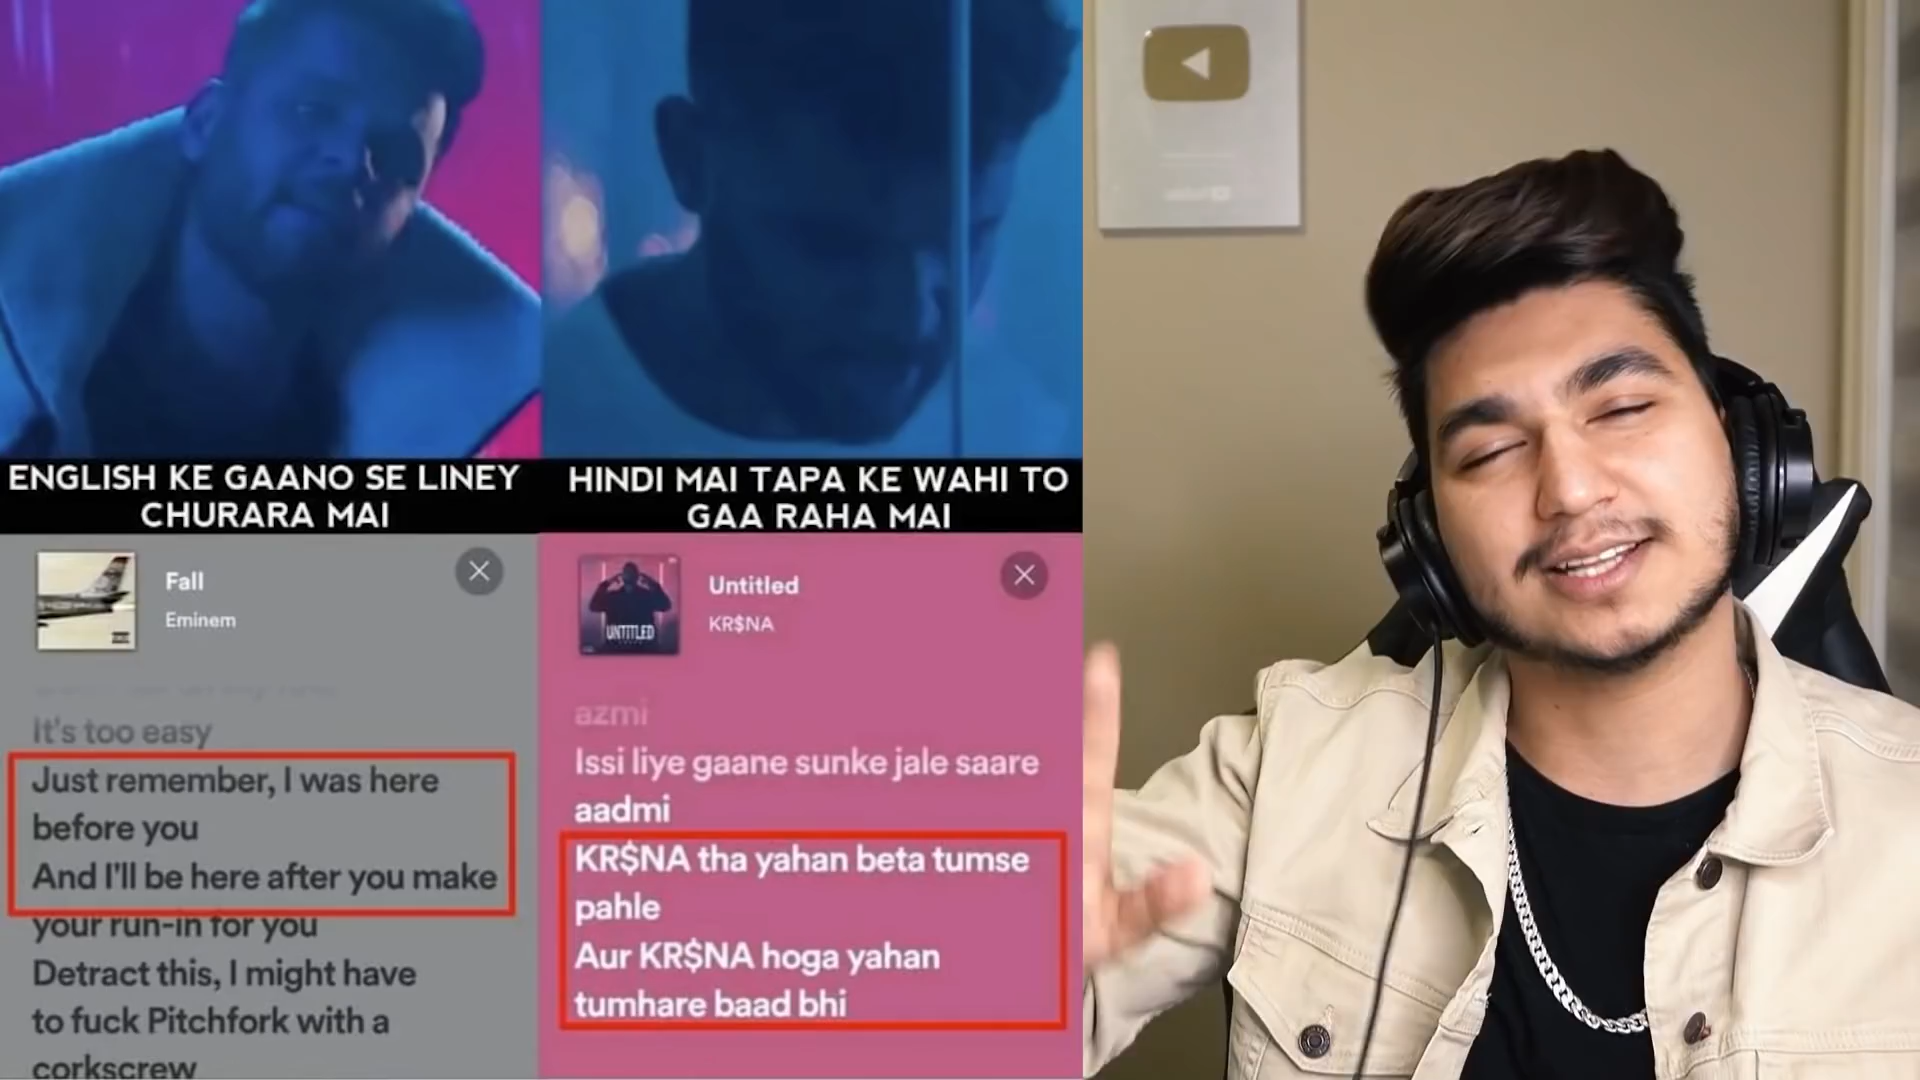 ENGLISH KE GAANO SE LINEY
CHURARA MAI
HINDI MAI TAPA KE WAHI TO
GAA RAHA MAI
Fall
Eminem
It's too easy
Just remember, I was here
before you
And I'll be here after you make
your run-in for you
Detract this, I might have
to fuck Pitchfork with a
corkscrew
UNTITLED
Untitled
KR$NA
azmi
Issi liye gaane sunke jale saare
aadmi
KR$NA tha yahan beta tumse
pahle
Aur KR$NA hoga yahan
tumhare baad bhi